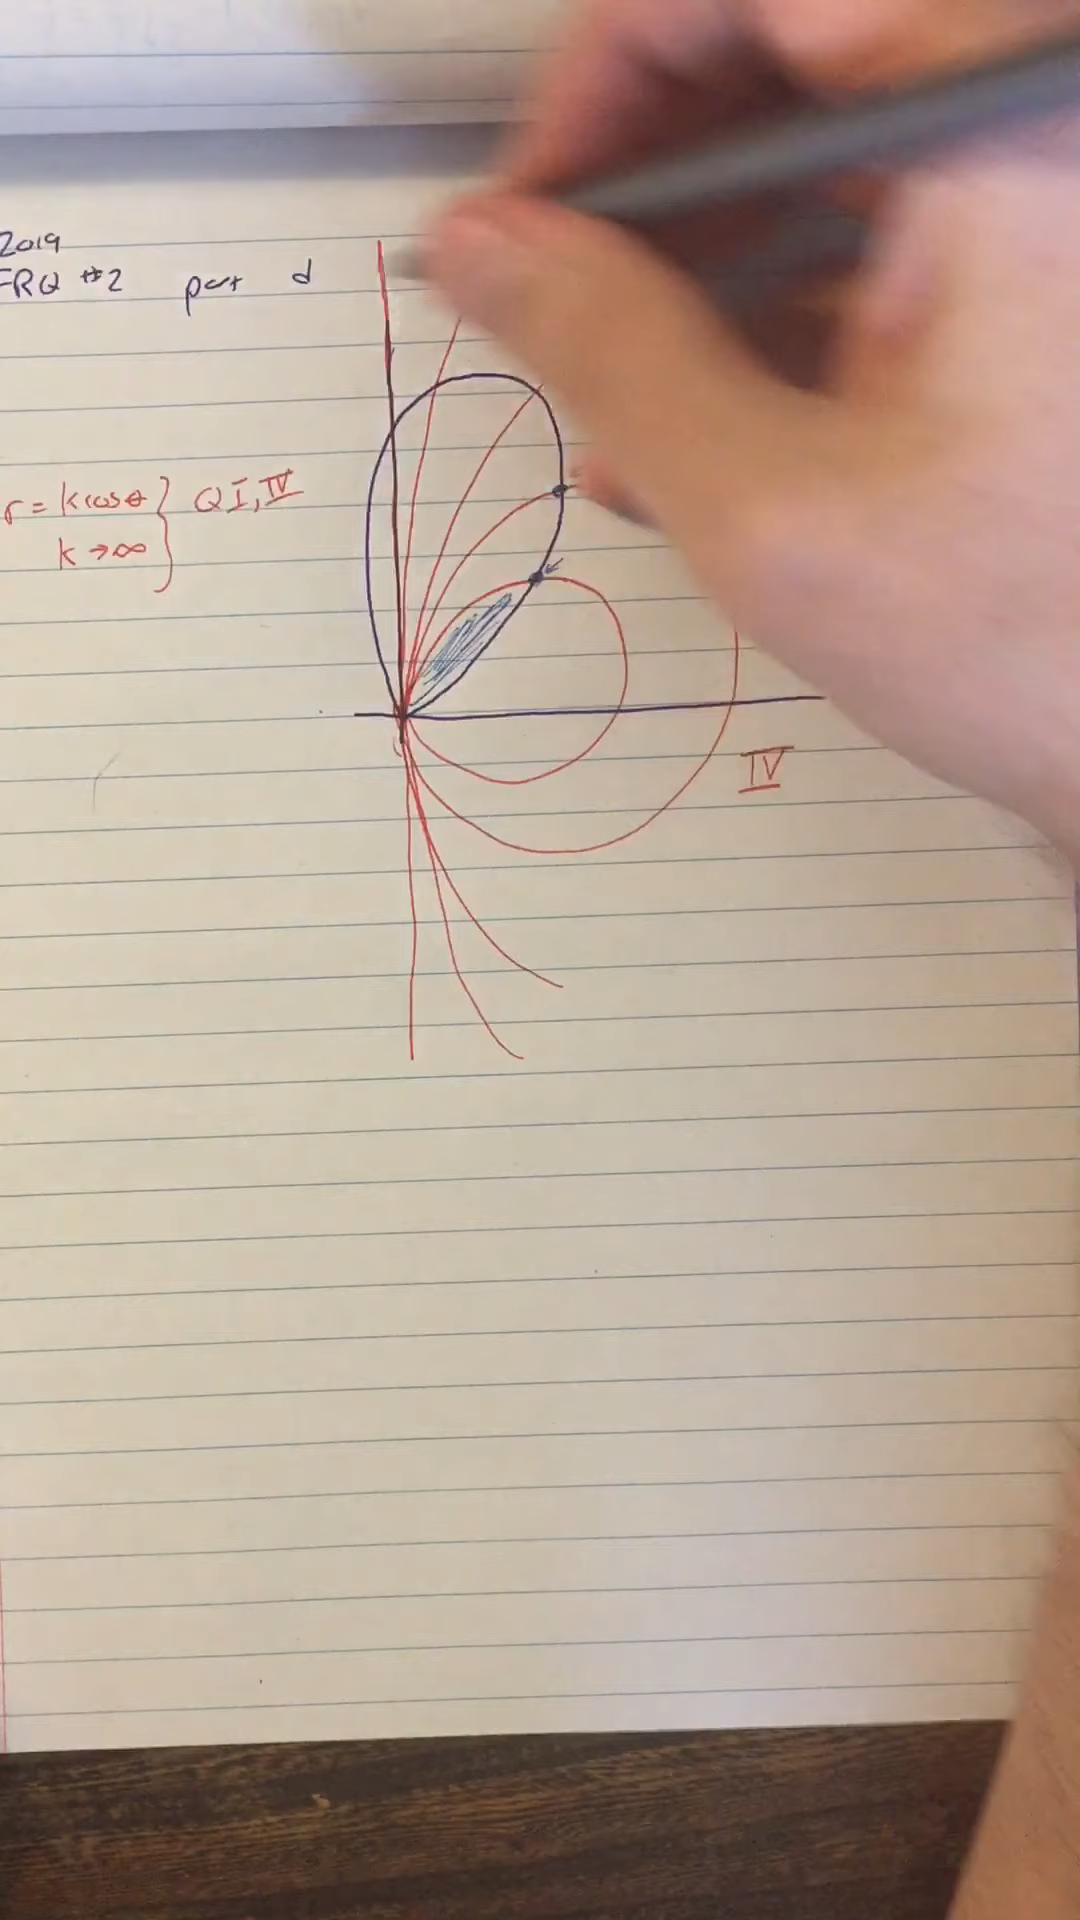 2019
FRQ #2 part d
r = k cos θ } Q I, IV
k → ∞
IV